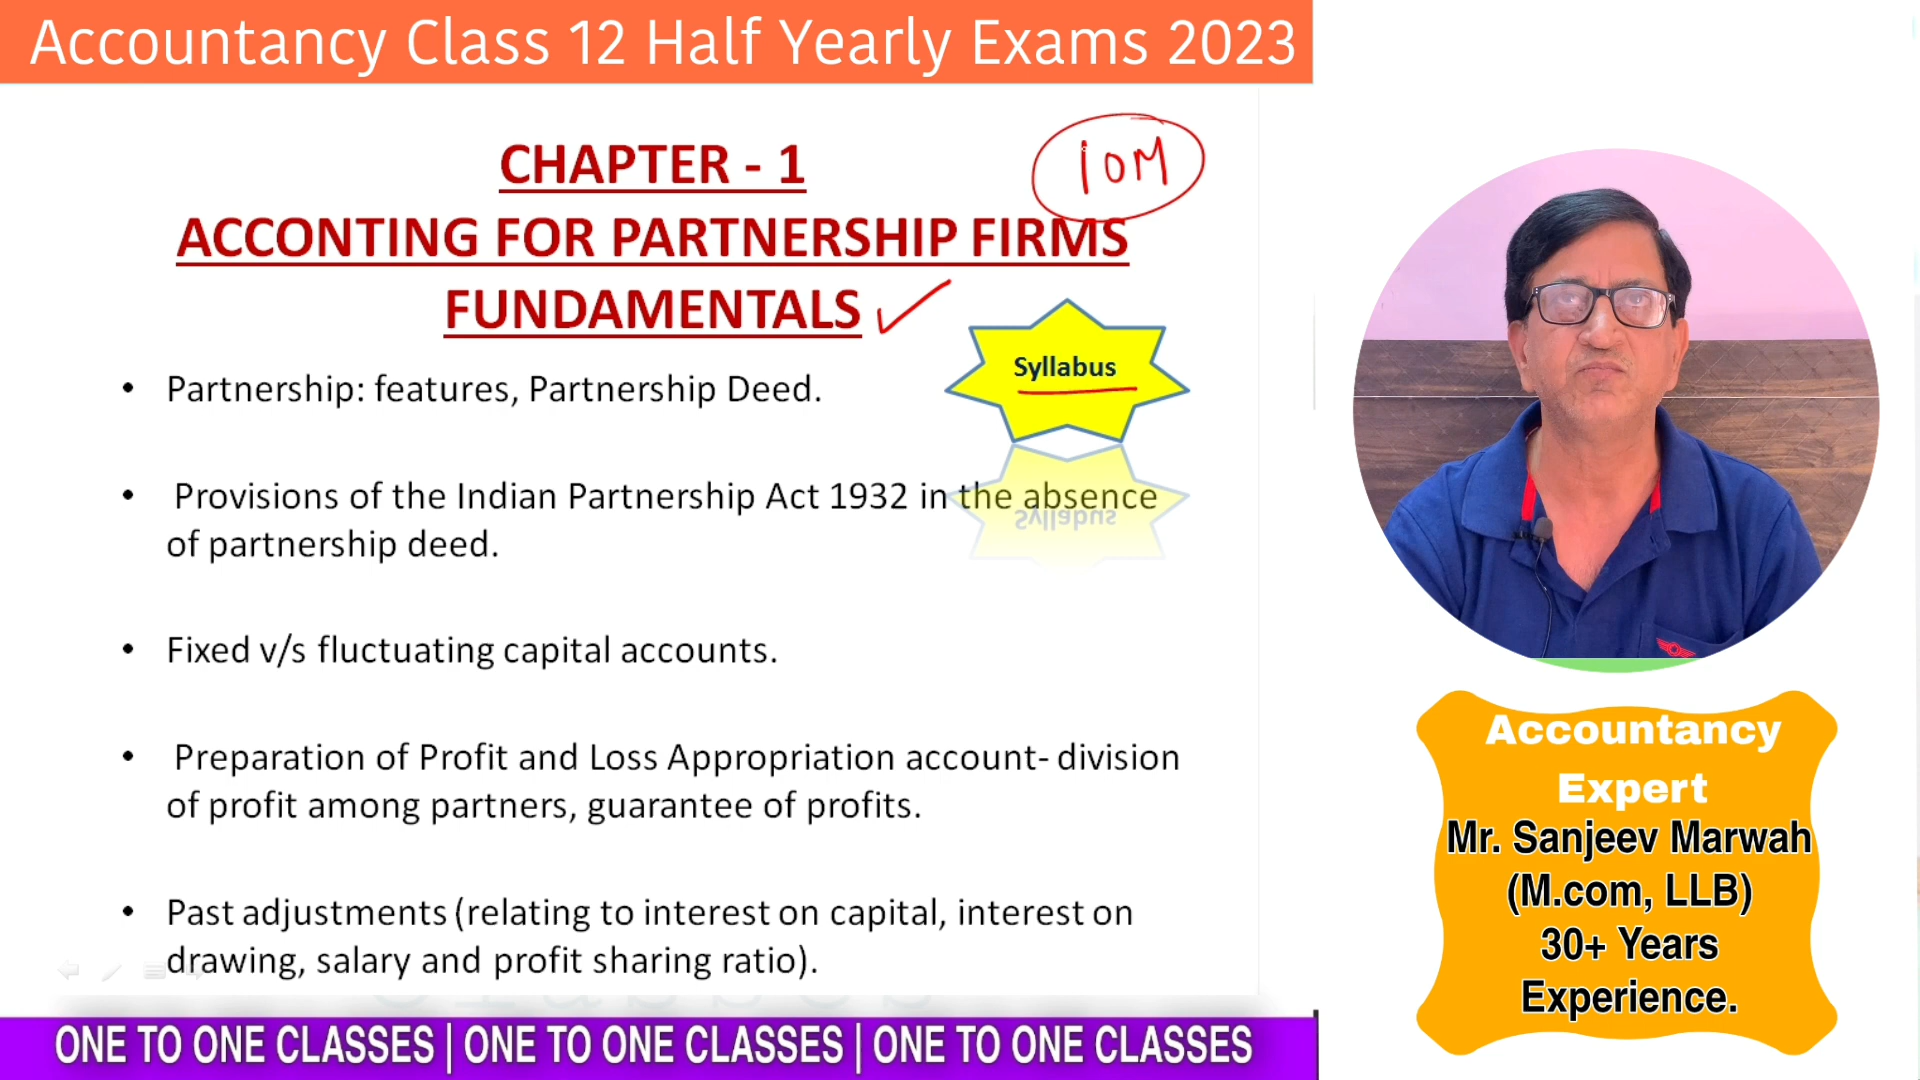 Accountancy Class 12 Half Yearly Exams 2023
CHAPTER - 1
10M
ACCONTING FOR PARTNERSHIP FIRMS
FUNDAMENTALS
Syllabus
• Partnership: features, Partnership Deed.
• Provisions of the Indian Partnership Act 1932 in the absence
of partnership deed.
Syllabus
• Fixed v/s fluctuating capital accounts.
• Preparation of Profit and Loss Appropriation account- division
of profit among partners, guarantee of profits.
• Past adjustments (relating to interest on capital, interest on
drawing, salary and profit sharing ratio).
Accountancy
Expert
Mr. Sanjeev Marwah
(M.com, LLB)
30+ Years
Experience.
ONE TO ONE CLASSES | ONE TO ONE CLASSES | ONE TO ONE CLASSES